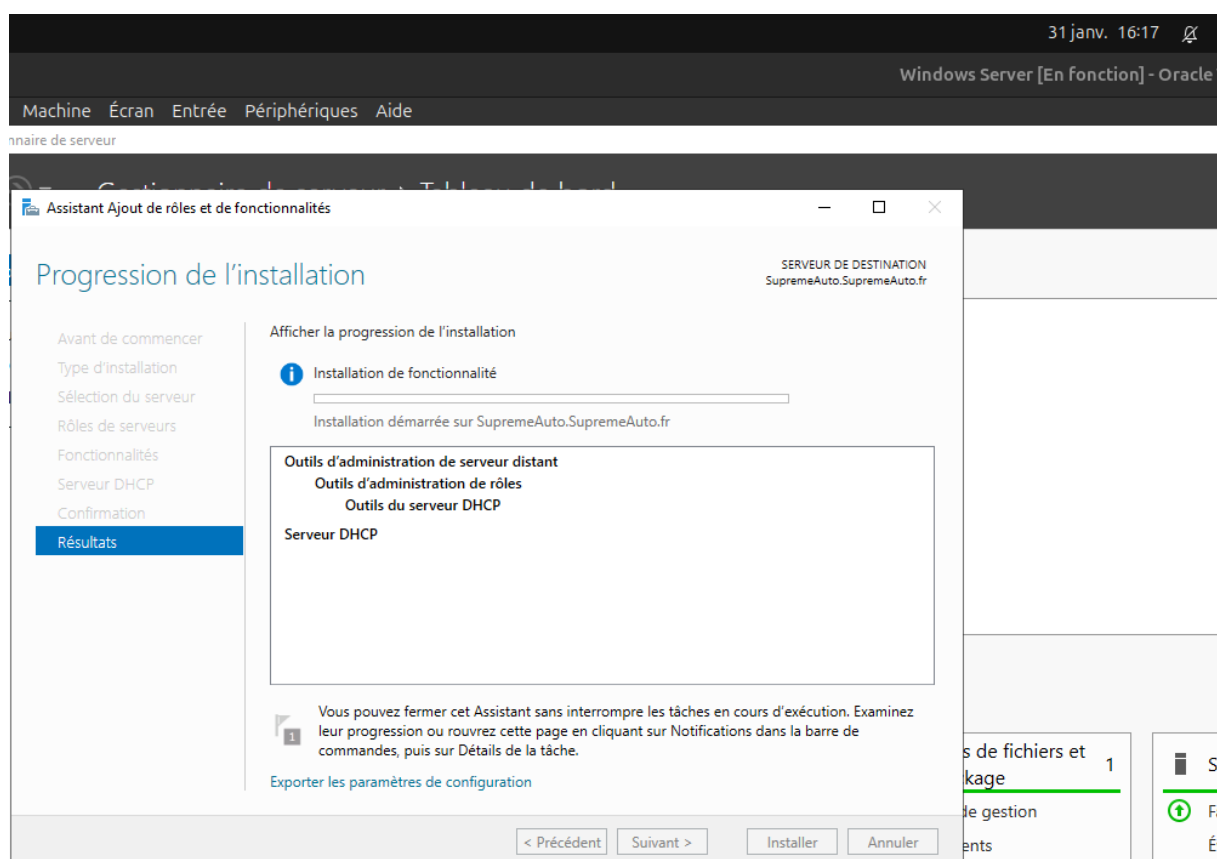 31 janv. 16:17
Windows Server [En fonction] - Oracle
Machine Écran Entrée Périphériques Aide
nnaire de serveur
Gestionnaire de serveur › Tableau de bord
Assistant Ajout de rôles et de fonctionnalités
Progression de l'installation
SERVEUR DE DESTINATION
SupremeAuto.SupremeAuto.fr
Avant de commencer
Type d'installation
Sélection du serveur
Rôles de serveurs
Fonctionnalités
Serveur DHCP
Confirmation
Résultats
Afficher la progression de l'installation
Installation de fonctionnalité
Installation démarrée sur SupremeAuto.SupremeAuto.fr
Outils d'administration de serveur distant
Outils d'administration de rôles
Outils du serveur DHCP
Serveur DHCP
1
Vous pouvez fermer cet Assistant sans interrompre les tâches en cours d'exécution. Examinez
leur progression ou rouvrez cette page en cliquant sur Notifications dans la barre de
commandes, puis sur Détails de la tâche.
Exporter les paramètres de configuration
< Précédent
Suivant >
Installer
Annuler
s de fichiers et
kage
1
de gestion
ents
S